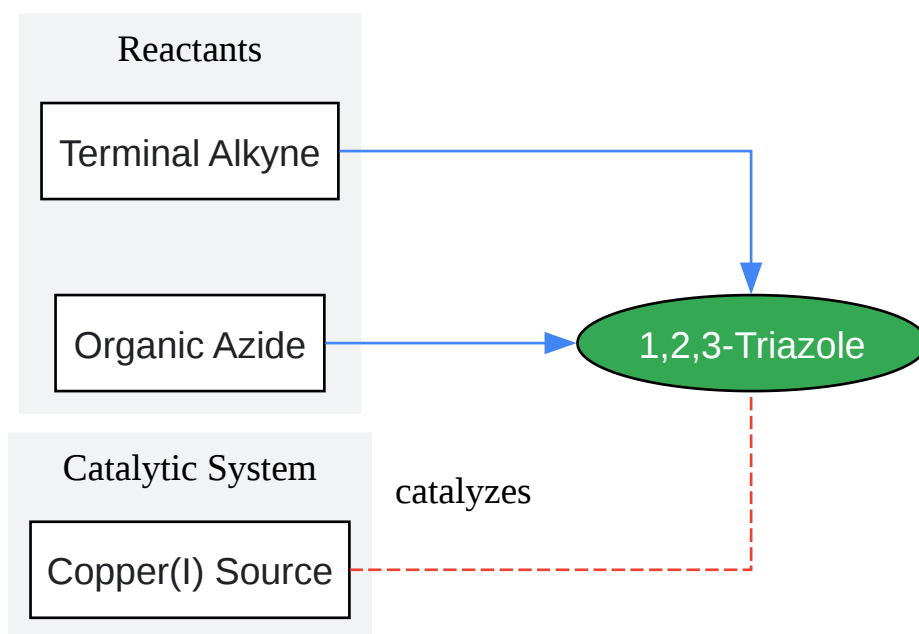 Reactants
Terminal Alkyne
Organic Azide
1,2,3-Triazole
Catalytic System
catalyzes
Copper(I) Source